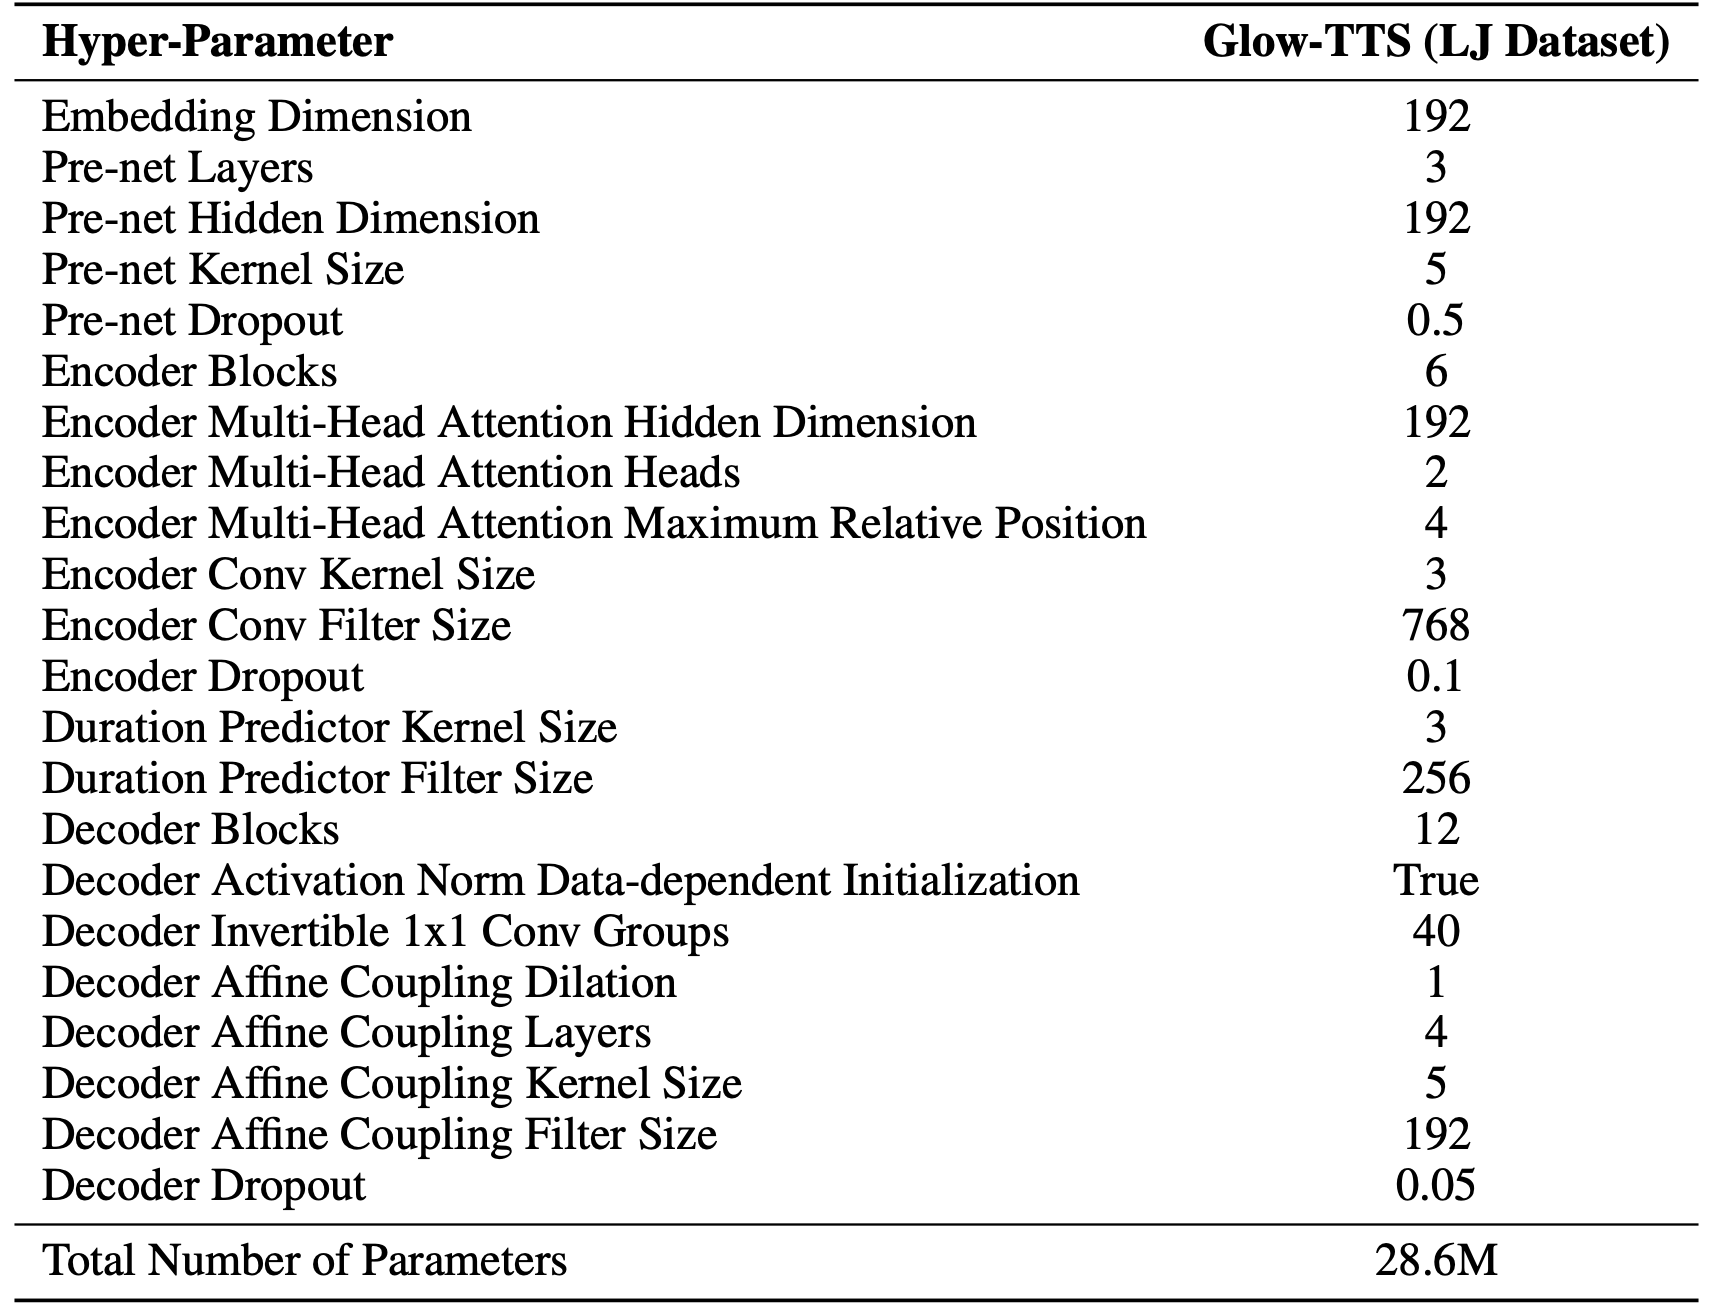 Hyper-Parameter Glow-TTS (LJ Dataset)
Embedding Dimension 192
Pre-net Layers 3
Pre-net Hidden Dimension 192
Pre-net Kernel Size 5
Pre-net Dropout 0.5
Encoder Blocks 6
Encoder Multi-Head Attention Hidden Dimension 192
Encoder Multi-Head Attention Heads 2
Encoder Multi-Head Attention Maximum Relative Position 4
Encoder Conv Kernel Size 3
Encoder Conv Filter Size 768
Encoder Dropout 0.1
Duration Predictor Kernel Size 3
Duration Predictor Filter Size 256
Decoder Blocks 12
Decoder Activation Norm Data-dependent Initialization True
Decoder Invertible 1x1 Conv Groups 40
Decoder Affine Coupling Dilation 1
Decoder Affine Coupling Layers 4
Decoder Affine Coupling Kernel Size 5
Decoder Affine Coupling Filter Size 192
Decoder Dropout 0.05
Total Number of Parameters 28.6M